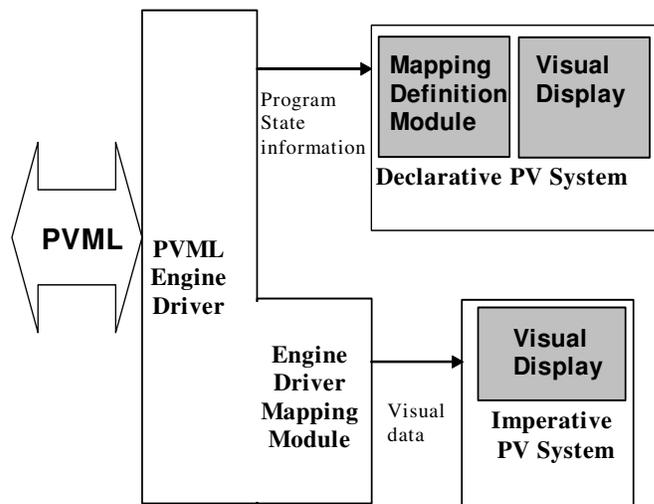 PVML
PVML
Engine
Driver
Program
State
information
Mapping
Definition
Module
Visual
Display
Declarative PV System
Engine
Driver
Mapping
Module
Visual
data
Visual
Display
Imperative
PV System